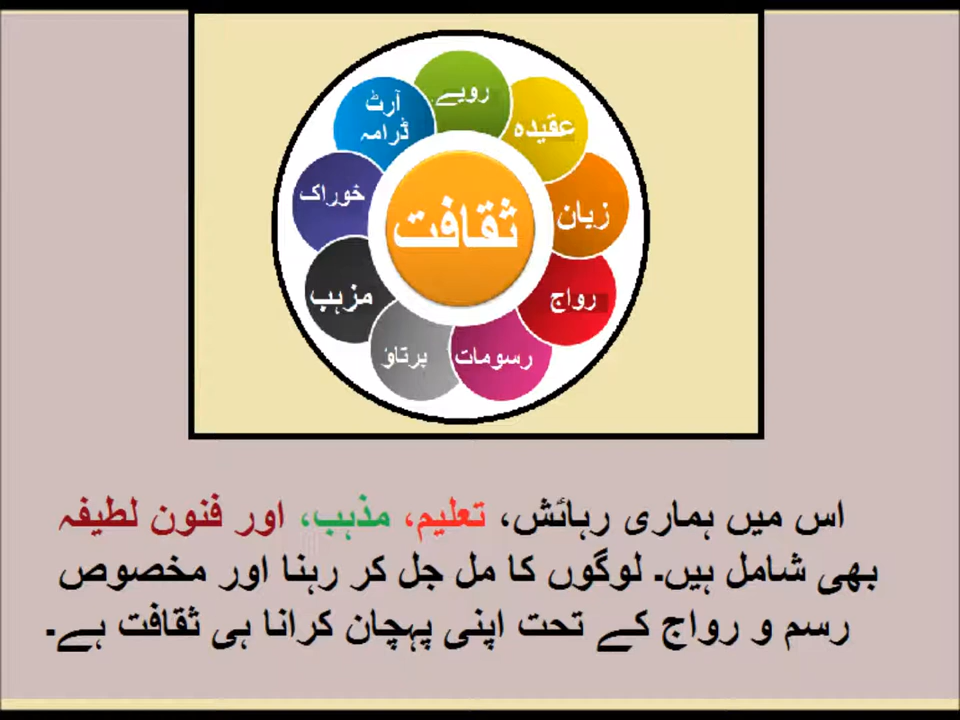 رویے
آرٹ
ڈرامہ
عقیدہ
خوراک
زبان
ثقافت
مزہب
رواج
پرتاؤ
رسومات
اس میں ہماری رہائش، تعلیم، مذہب، اور فنون لطیفہ
بھی شامل ہیں۔ لوگوں کا مل جل کر رہنا اور مخصوص
رسم و رواج کے تحت اپنی پہچان کرانا ہی ثقافت ہے۔